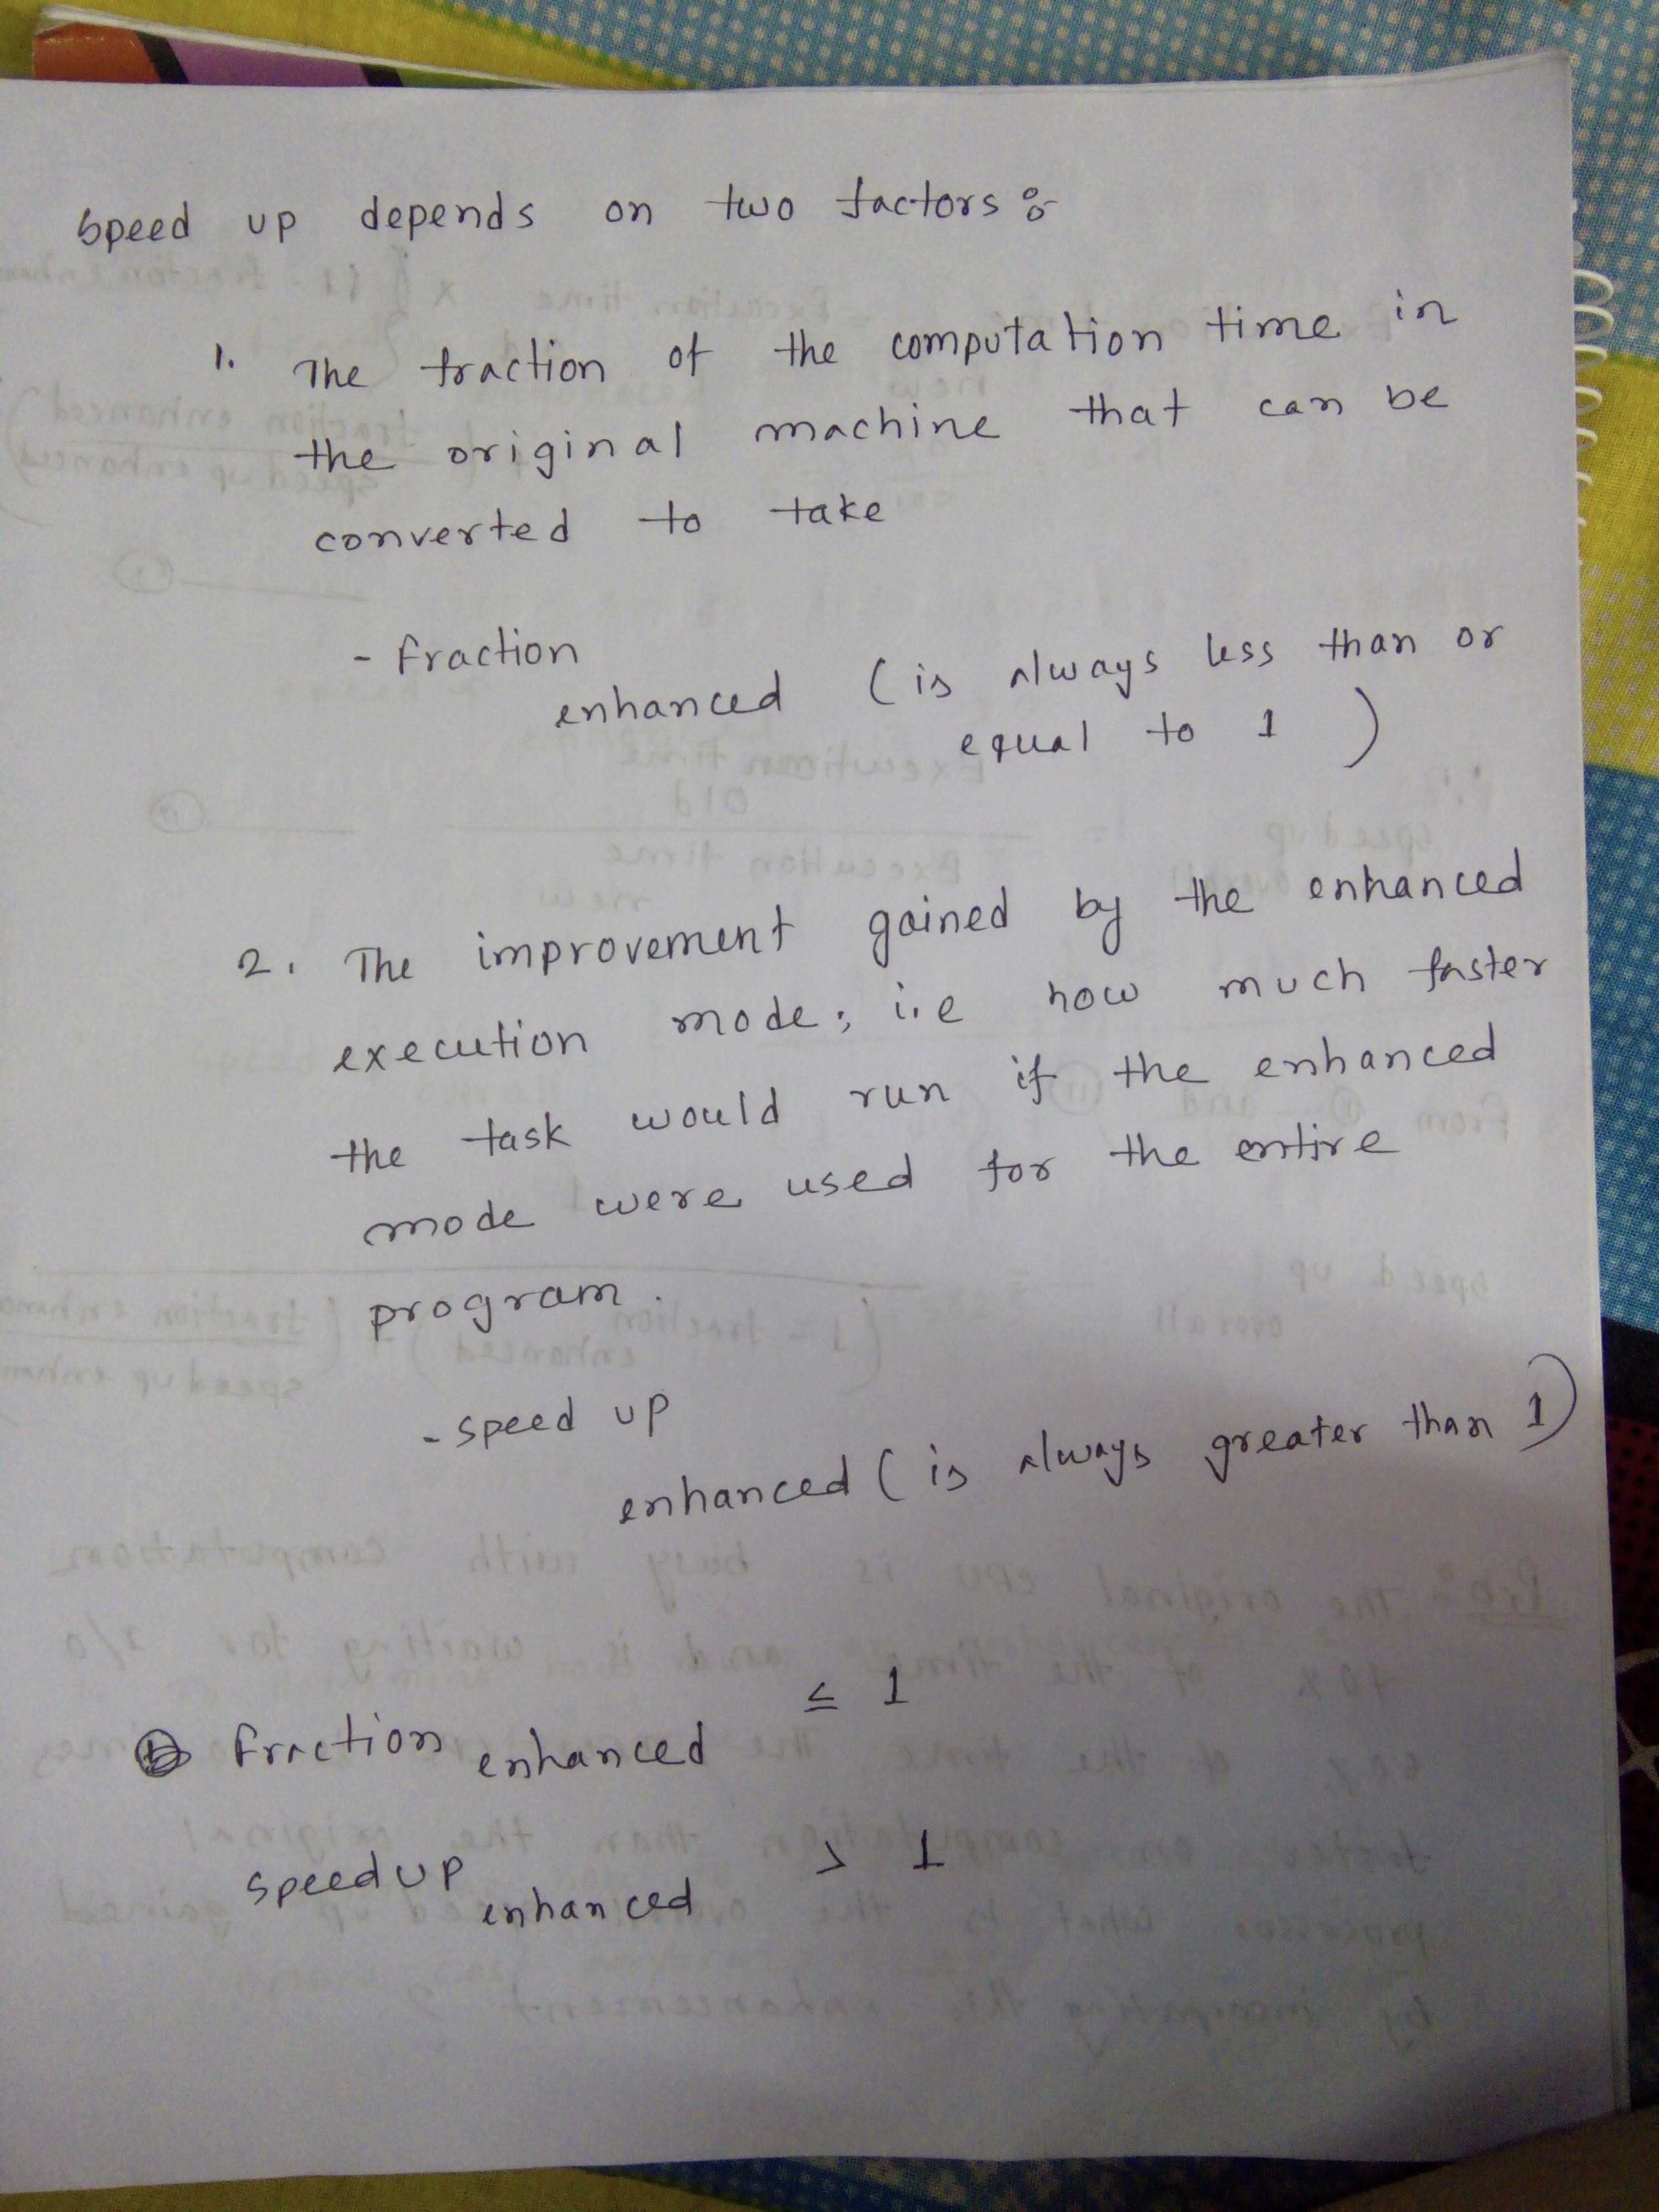 Speed up depends on two factors :-
1. The fraction of the computation time in
the original machine that can be
converted to take
- Fraction
enhanced ( is always less than or
equal to 1 )
2. The improvement gained by the enhanced
execution mode; i.e how much faster
the task would run if the enhanced
mode were used for the entire
program.
- speed up
enhanced ( is always greater than 1 )
Fraction enhanced ≤ 1
speedup enhanced > 1